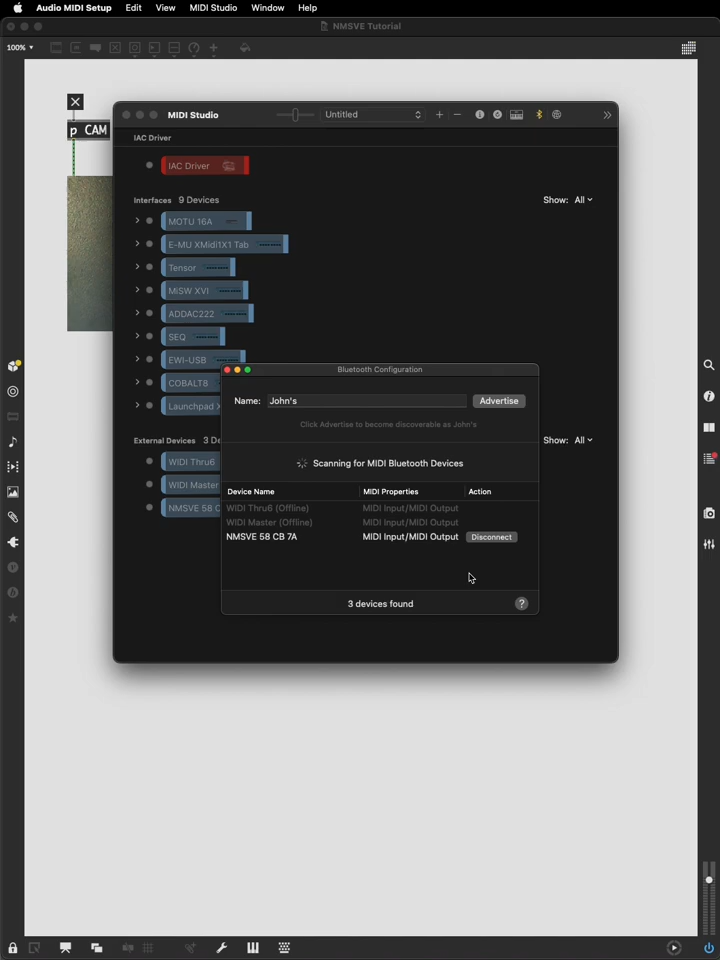 Audio MIDI Setup Edit View MIDI Studio Window Help
NMSVE Tutorial
100%
p CAM
MIDI Studio Untitled
IAC Driver
IAC Driver
Interfaces 9 Devices Show: All
MOTU 16A
E-MU XMidi1X1 Tab
Tensor
MiSW XVI
ADDAC222
SEQ
EWI-USB
COBALT8
Launchpad X
External Devices 3 De Show: All
WIDI Thru6
WIDI Master
NMSVE 58 C
Bluetooth Configuration
Name: John's Advertise
Click Advertise to become discoverable as John's
Scanning for MIDI Bluetooth Devices
Device Name MIDI Properties Action
WIDI Thru6 (Offline) MIDI Input/MIDI Output
WIDI Master (Offline) MIDI Input/MIDI Output
NMSVE 58 CB 7A MIDI Input/MIDI Output Disconnect
3 devices found ?